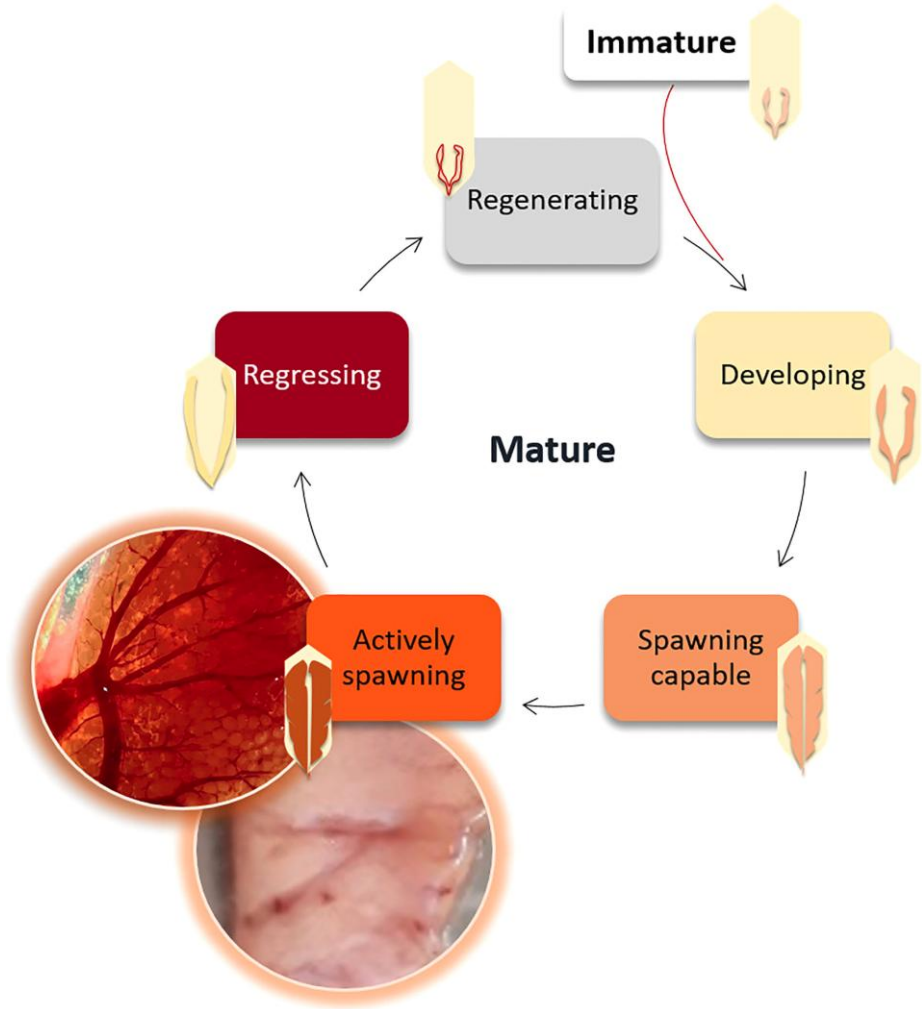 Immature
Regenerating
Developing
Regressing
Mature
Spawning
capable
Actively
spawning